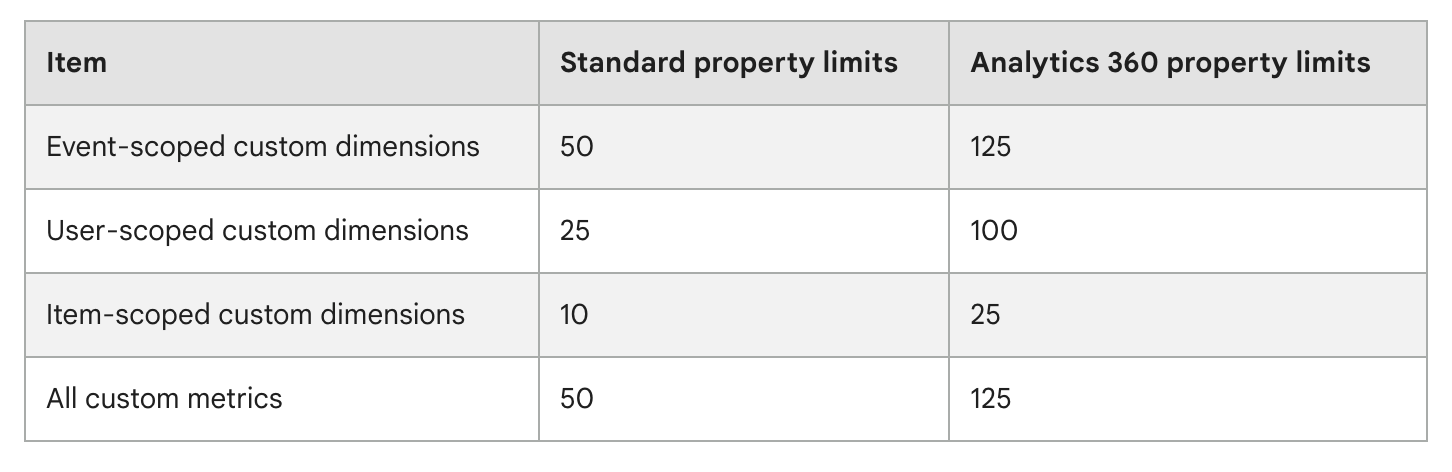 Item Standard property limits Analytics 360 property limits
Event-scoped custom dimensions 50 125
User-scoped custom dimensions 25 100
Item-scoped custom dimensions 10 25
All custom metrics 50 125